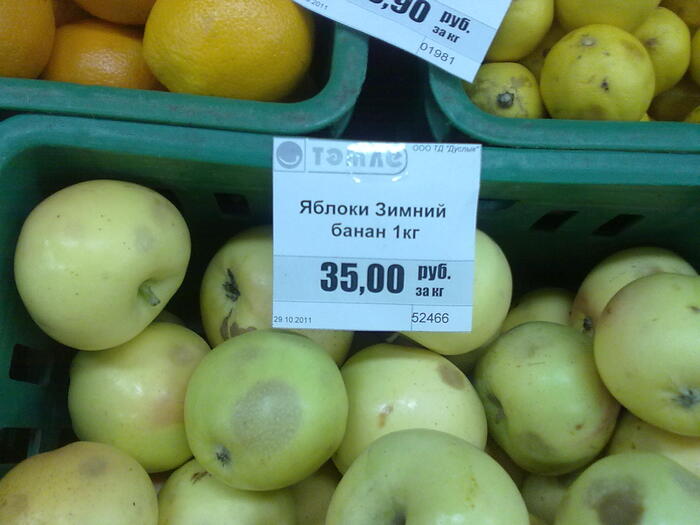 .90 руб.
за кг
.2011
01981
ООО ТД "Дуслык"
Яблоки Зимний
банан 1кг
35,00 руб.
за кг
29.10.2011
52466